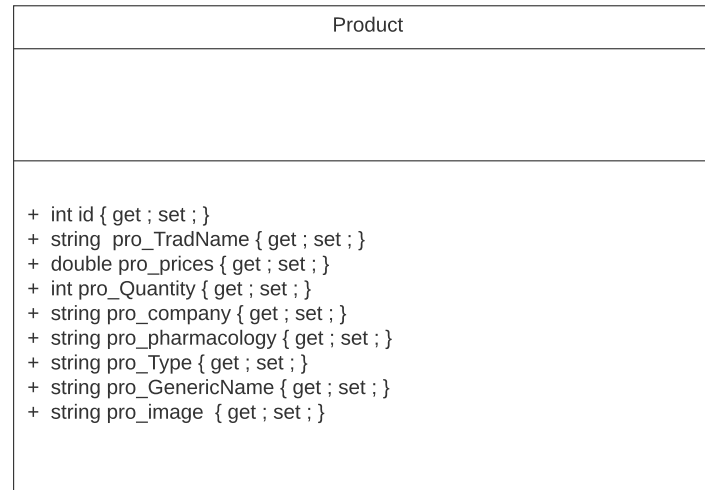 Product
+ int id { get ; set ; }
+ string pro_TradName { get ; set ; }
+ double pro_prices { get ; set ; }
+ int pro_Quantity { get ; set ; }
+ string pro_company { get ; set ; }
+ string pro_pharmacology { get ; set ; }
+ string pro_Type { get ; set ; }
+ string pro_GenericName { get ; set ; }
+ string pro_image { get ; set ; }